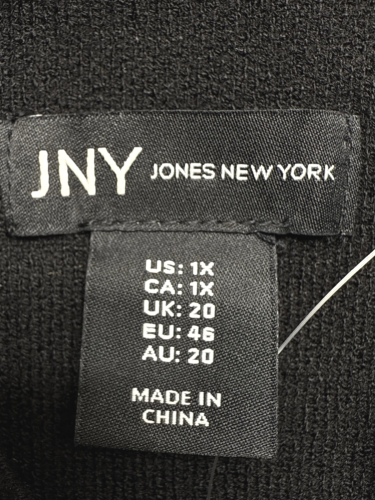 JNY JONES NEW YORK
US: 1X
CA: 1X
UK: 20
EU: 46
AU: 20
MADE IN
CHINA